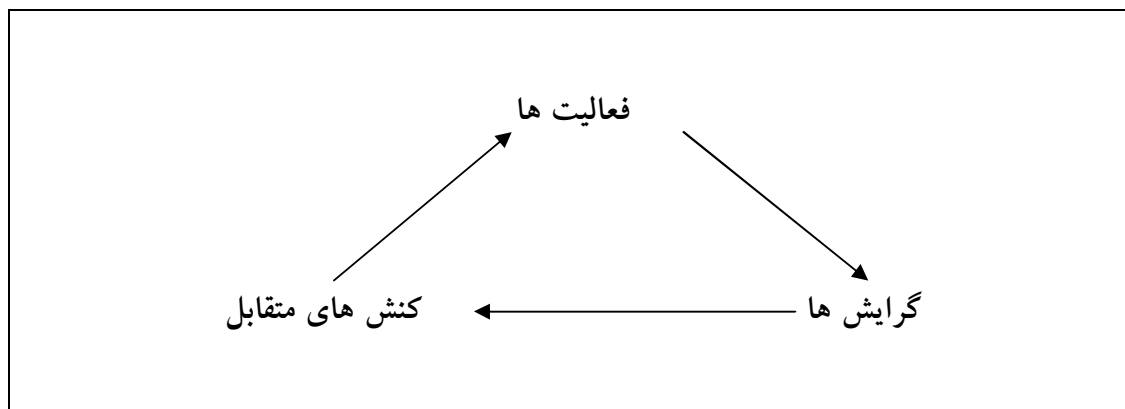 فعالیت ها
گرایش ها
کنش های متقابل